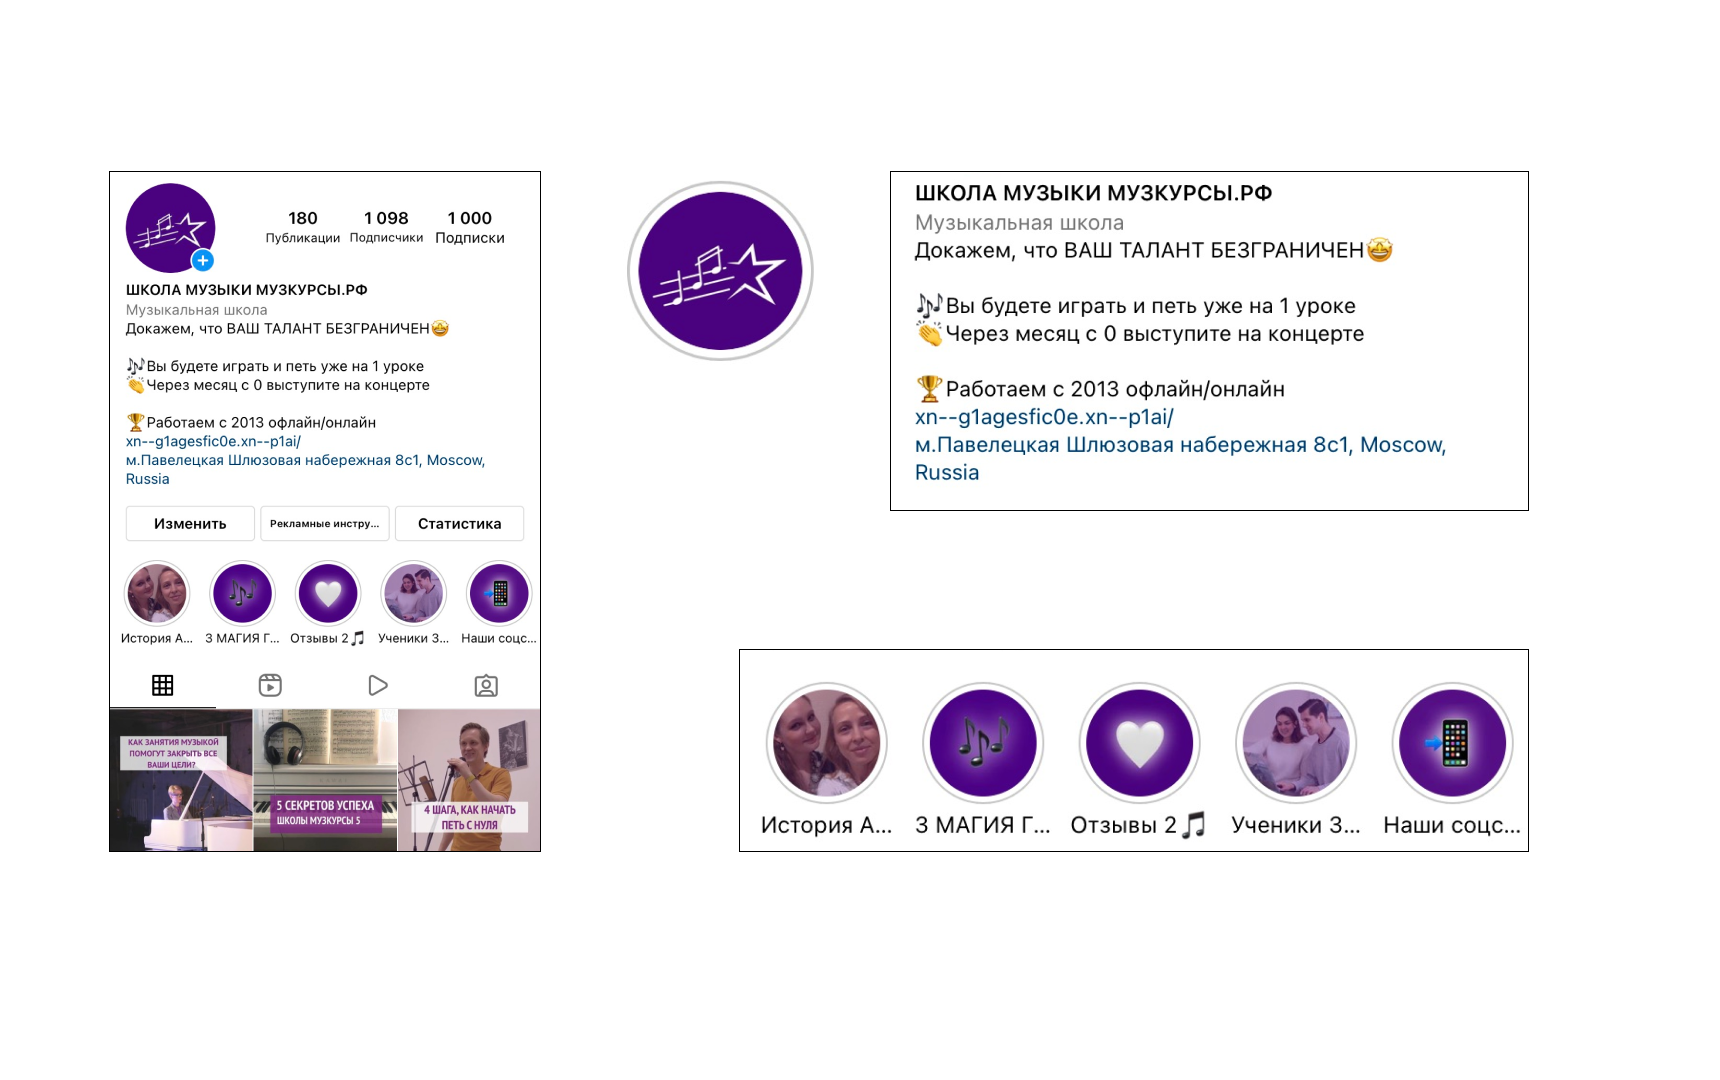 180 1 098 1 000
Публикации Подписчики Подписки
ШКОЛА МУЗЫКИ МУЗКУРСЫ.РФ
Музыкальная школа
Докажем, что ВАШ ТАЛАНТ БЕЗГРАНИЧЕН🤩
🎶Вы будете играть и петь уже на 1 уроке
👏Через месяц с 0 выступите на концерте
🏆Работаем с 2013 офлайн/онлайн
xn--g1agesfic0e.xn--p1ai/
м.Павелецкая Шлюзовая набережная 8с1, Moscow,
Russia
Изменить Рекламные инстру... Статистика
История А... 3 МАГИЯ Г... Отзывы 2🎵 Ученики 3... Наши соцс...
КАК ЗАНЯТИЯ МУЗЫКОЙ
ПОМОГУТ ЗАКРЫТЬ ВСЕ
ВАШИ ЦЕЛИ?
5 СЕКРЕТОВ УСПЕХА
ШКОЛЫ МУЗКУРСЫ 5
4 ШАГА, КАК НАЧАТЬ
ПЕТЬ С НУЛЯ
ШКОЛА МУЗЫКИ МУЗКУРСЫ.РФ
Музыкальная школа
Докажем, что ВАШ ТАЛАНТ БЕЗГРАНИЧЕН🤩
🎶Вы будете играть и петь уже на 1 уроке
👏Через месяц с 0 выступите на концерте
🏆Работаем с 2013 офлайн/онлайн
xn--g1agesfic0e.xn--p1ai/
м.Павелецкая Шлюзовая набережная 8с1, Moscow,
Russia
История А... 3 МАГИЯ Г... Отзывы 2🎵 Ученики 3... Наши соцс...